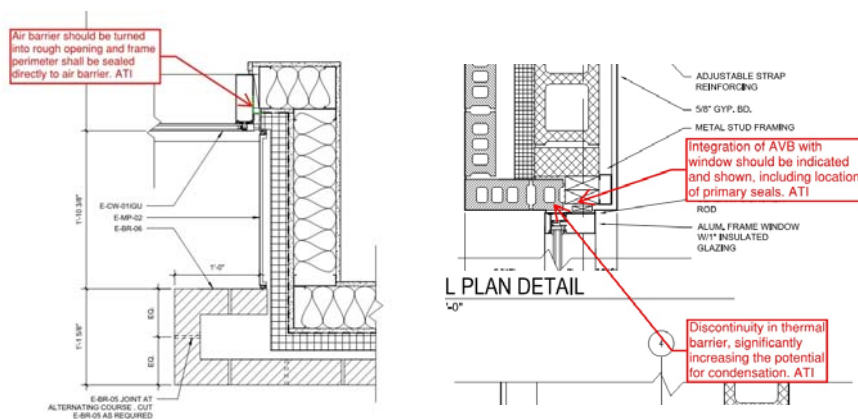 Air barrier should be turned
into rough opening and frame
perimeter shall be sealed
directly to air barrier. ATI
1'-10 3/8"
E-CW-01/IGU
E-MP-02
E-BR-06
1'-0"
EQ.
1'-1 5/8"
EQ.
E-BR-05 JOINT AT
ALTERNATING COURSE . CUT
E-BR-05 AS REQUIRED
ADJUSTABLE STRAP
REINFORCING
5/8" GYP. BD.
METAL STUD FRAMING
Integration of AVB with
window should be indicated
and shown, including location
of primary seals. ATI
ROD
ALUM. FRAME WINDOW
W/1" INSULATED
GLAZING
L PLAN DETAIL
'-0"
Discontinuity in thermal
barrier, significantly
increasing the potential
for condensation. ATI
4